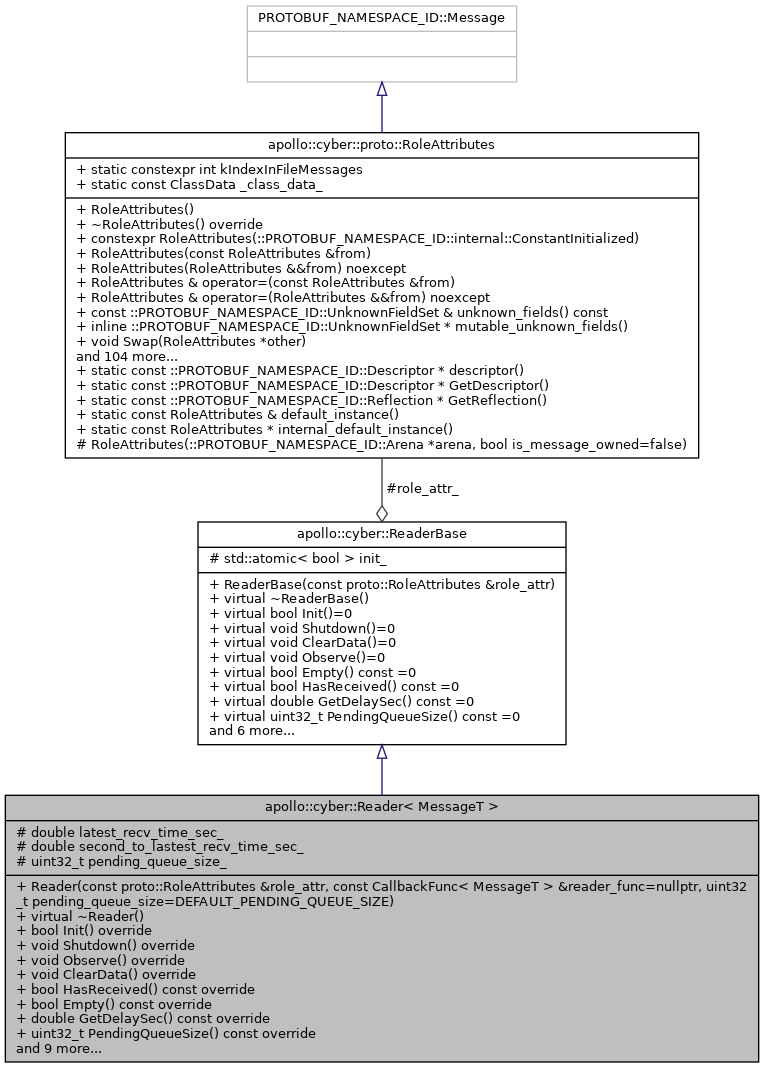 PROTOBUF_NAMESPACE_ID::Message
apollo::cyber::proto::RoleAttributes
+ static constexpr int kIndexInFileMessages
+ static const ClassData _class_data_
+ RoleAttributes()
+ ~RoleAttributes() override
+ constexpr RoleAttributes(::PROTOBUF_NAMESPACE_ID::internal::ConstantInitialized)
+ RoleAttributes(const RoleAttributes &from)
+ RoleAttributes(RoleAttributes &&from) noexcept
+ RoleAttributes & operator=(const RoleAttributes &from)
+ RoleAttributes & operator=(RoleAttributes &&from) noexcept
+ const ::PROTOBUF_NAMESPACE_ID::UnknownFieldSet & unknown_fields() const
+ inline ::PROTOBUF_NAMESPACE_ID::UnknownFieldSet * mutable_unknown_fields()
+ void Swap(RoleAttributes *other)
and 104 more...
+ static const ::PROTOBUF_NAMESPACE_ID::Descriptor * descriptor()
+ static const ::PROTOBUF_NAMESPACE_ID::Descriptor * GetDescriptor()
+ static const ::PROTOBUF_NAMESPACE_ID::Reflection * GetReflection()
+ static const RoleAttributes & default_instance()
+ static const RoleAttributes * internal_default_instance()
# RoleAttributes(::PROTOBUF_NAMESPACE_ID::Arena *arena, bool is_message_owned=false)
#role_attr_
apollo::cyber::ReaderBase
# std::atomic< bool > init_
+ ReaderBase(const proto::RoleAttributes &role_attr)
+ virtual ~ReaderBase()
+ virtual bool Init()=0
+ virtual void Shutdown()=0
+ virtual void ClearData()=0
+ virtual void Observe()=0
+ virtual bool Empty() const =0
+ virtual bool HasReceived() const =0
+ virtual double GetDelaySec() const =0
+ virtual uint32_t PendingQueueSize() const =0
and 6 more...
apollo::cyber::Reader< MessageT >
# double latest_recv_time_sec_
# double second_to_lastest_recv_time_sec_
# uint32_t pending_queue_size_
+ Reader(const proto::RoleAttributes &role_attr, const CallbackFunc< MessageT > &reader_func=nullptr, uint32
_t pending_queue_size=DEFAULT_PENDING_QUEUE_SIZE)
+ virtual ~Reader()
+ bool Init() override
+ void Shutdown() override
+ void Observe() override
+ void ClearData() override
+ bool HasReceived() const override
+ bool Empty() const override
+ double GetDelaySec() const override
+ uint32_t PendingQueueSize() const override
and 9 more...